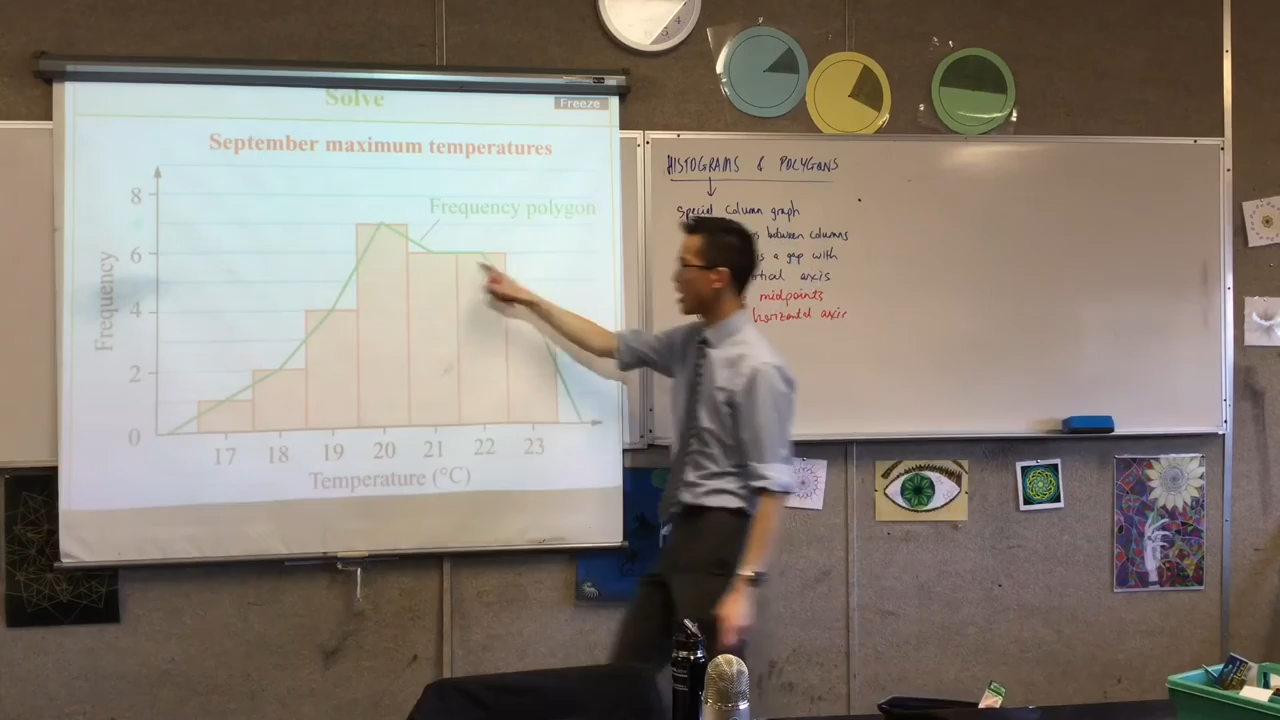 Solve
Freeze
September maximum temperatures
Frequency polygon
8
6
4
2
0
Frequency
17 18 19 20 21 22 23
Temperature (°C)
HISTOGRAMS & POLYGONS
Special column graph
between columns
is a gap with
axis
midpoints
horizontal axis